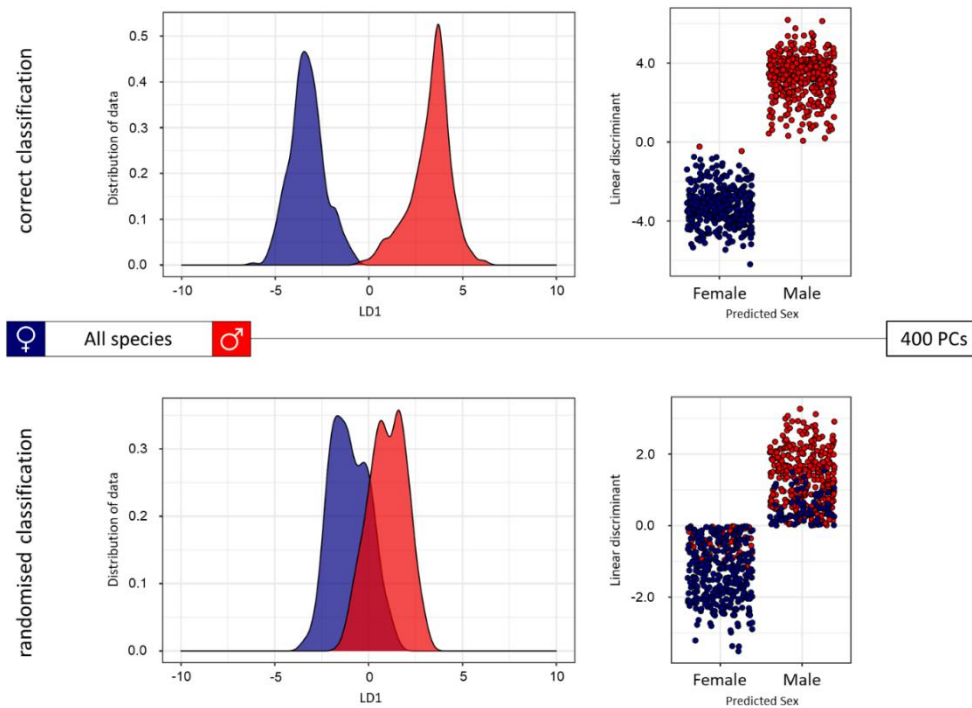 correct classification
Distribution of data
0.5
0.4
0.3
0.2
0.1
0.0
-10 -5 0 5 10
LD1
Linear discriminant
4.0
0.0
-4.0
Female Male
Predicted Sex
♀ All species ♂ 400 PCs
randomised classification
Distribution of data
0.3
0.2
0.1
0.0
-10 -5 0 5 10
LD1
Linear discriminant
2.0
0.0
-2.0
Female Male
Predicted Sex